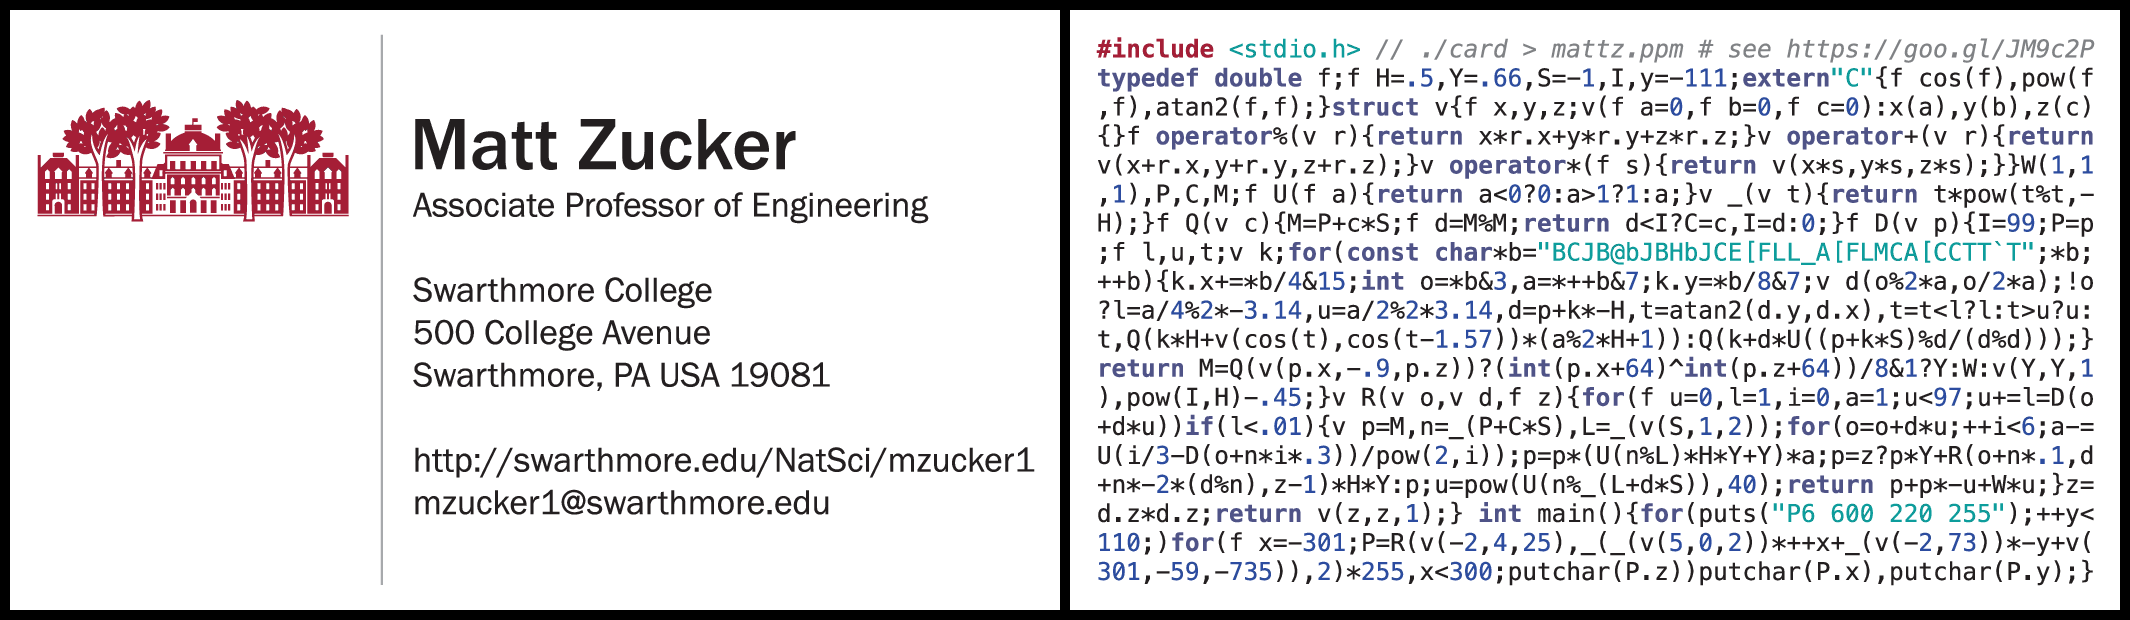 Matt Zucker
Associate Professor of Engineering
Swarthmore College
500 College Avenue
Swarthmore, PA USA 19081
http://swarthmore.edu/NatSci/mzucker1
mzucker1@swarthmore.edu
#include <stdio.h> // ./card > mattz.ppm # see https://goo.gl/JM9c2P
typedef double f;f H=.5,Y=.66,S=-1,I,y=-111;extern"C"{f cos(f),pow(f
,f),atan2(f,f);}struct v{f x,y,z;v(f a=0,f b=0,f c=0):x(a),y(b),z(c)
{}f operator%(v r){return x*r.x+y*r.y+z*r.z;}v operator+(v r){return
v(x+r.x,y+r.y,z+r.z);}v operator*(f s){return v(x*s,y*s,z*s);}}W(1,1
,1),P,C,M;f U(f a){return a<0?0:a>1?1:a;}v _(v t){return t*pow(t%t,-
H);}f Q(v c){M=P+c*S;f d=M%M;return d<I?C=c,I=d:0;}f D(v p){I=99;P=p
;f l,u,t;v k;for(const char*b="BCJB@bJBHbJCE[FLL_A[FLMCA[CCTT`T";*b;
++b){k.x+=*b/4&15;int o=*b&3,a=*++b&7;k.y=*b/8&7;v d(o%2*a,o/2*a);!o
?l=a/4%2*-3.14,u=a/2%2*3.14,d=p+k*-H,t=atan2(d.y,d.x),t=t<l?l:t>u?u:
t,Q(k*H+v(cos(t),cos(t-1.57))*(a%2*H+1)):Q(k+d*U((p+k*S)%d/(d%d)));}
return M=Q(v(p.x,-.9,p.z))?(int(p.x+64)^int(p.z+64))/8&1?Y:W:v(Y,Y,1
),pow(I,H)-.45;}v R(v o,v d,f z){for(f u=0,l=1,i=0,a=1;u<97;u+=l=D(o
+d*u))if(l<.01){v p=M,n=_(P+C*S),L=_(v(S,1,2));for(o=o+d*u;++i<6;a-=
U(i/3-D(o+n*i*.3))/pow(2,i));p=p*(U(n%L)*H*Y+Y)*a;p=z?p*Y+R(o+n*.1,d
+n*-2*(d%n),z-1)*H*Y:p;u=pow(U(n%_(L+d*S)),40);return p+p*-u+W*u;}z=
d.z*d.z;return v(z,z,1);} int main(){for(puts("P6 600 220 255");++y<
110;)for(f x=-301;P=R(v(-2,4,25),_(_(v(5,0,2))*++x+_(v(-2,73))*-y+v(
301,-59,-735)),2)*255,x<300;putchar(P.z))putchar(P.x),putchar(P.y);}